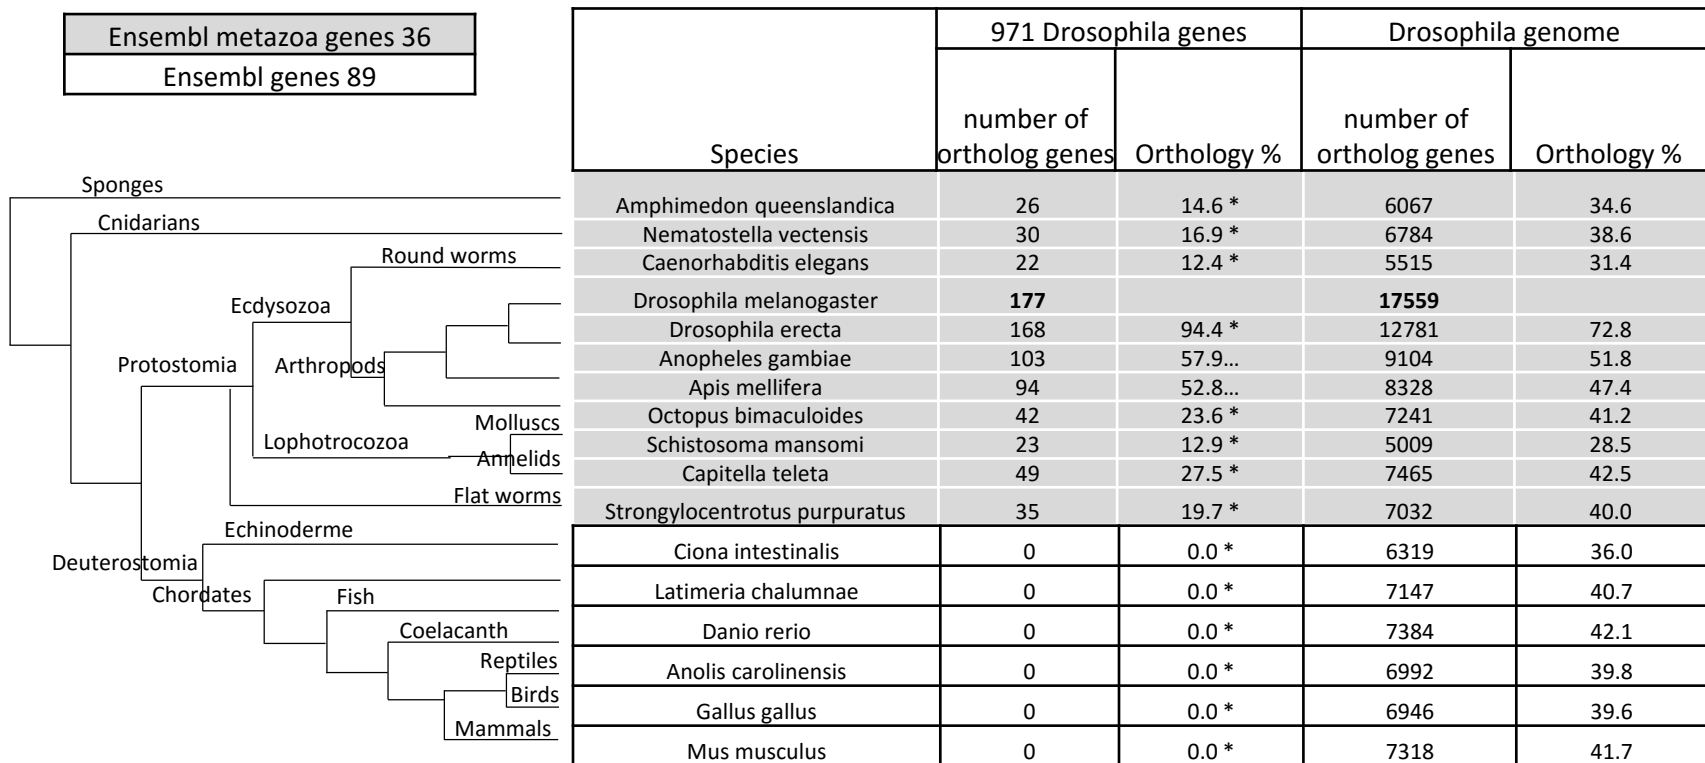 Ensembl metazoa genes 36
Ensembl genes 89
971 Drosophila genes Drosophila genome
Species number of ortholog genes Orthology % number of ortholog genes Orthology %
Sponges
Amphimedon queenslandica 26 14.6 * 6067 34.6
Cnidarians
Nematostella vectensis 30 16.9 * 6784 38.6
Round worms
Caenorhabditis elegans 22 12.4 * 5515 31.4
Ecdysozoa
Drosophila melanogaster 177 17559
Drosophila erecta 168 94.4 * 12781 72.8
Protostomia Arthropods
Anopheles gambiae 103 57.9... 9104 51.8
Apis mellifera 94 52.8... 8328 47.4
Molluscs
Octopus bimaculoides 42 23.6 * 7241 41.2
Lophotrocozoa
Schistosoma mansomi 23 12.9 * 5009 28.5
Annelids
Capitella teleta 49 27.5 * 7465 42.5
Flat worms
Strongylocentrotus purpuratus 35 19.7 * 7032 40.0
Echinoderme
Ciona intestinalis 0 0.0 * 6319 36.0
Deuterostomia
Chordates Fish
Latimeria chalumnae 0 0.0 * 7147 40.7
Coelacanth
Danio rerio 0 0.0 * 7384 42.1
Reptiles
Anolis carolinensis 0 0.0 * 6992 39.8
Birds
Gallus gallus 0 0.0 * 6946 39.6
Mammals
Mus musculus 0 0.0 * 7318 41.7